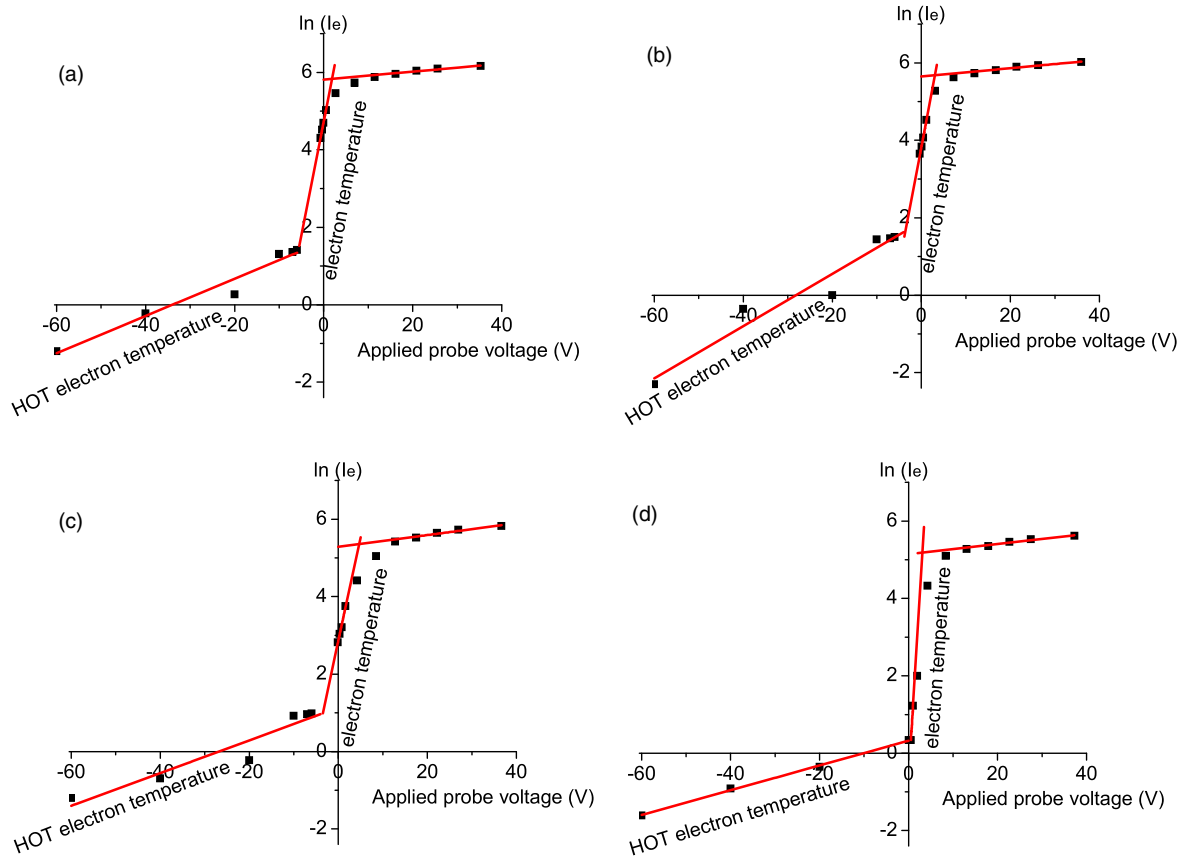 (a)
ln (Ie)
6
4
2
0
-2
-60
-40
-20
0
20
40
electron temperature
HOT electron temperature
Applied probe voltage (V)
(b)
ln (Ie)
6
4
2
0
-2
-60
-40
-20
0
20
40
electron temperature
HOT electron temperature
Applied probe voltage (V)
(c)
ln (Ie)
6
4
2
0
-2
-60
-40
-20
0
20
40
electron temperature
HOT electron temperature
Applied probe voltage (V)
(d)
ln (Ie)
6
4
2
0
-2
-60
-40
-20
0
20
40
electron temperature
HOT electron temperature
Applied probe voltage (V)